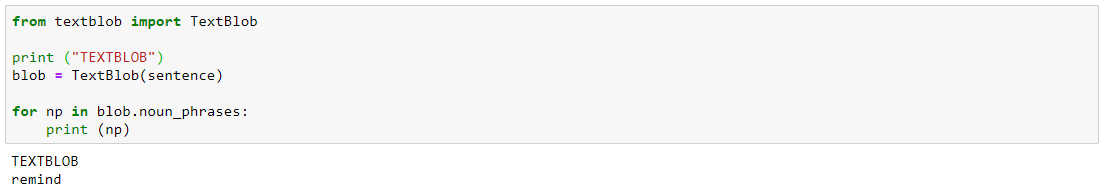 from textblob import TextBlob
print ("TEXTBLOB")
blob = TextBlob(sentence)
for np in blob.noun_phrases:
    print (np)
TEXTBLOB
remind